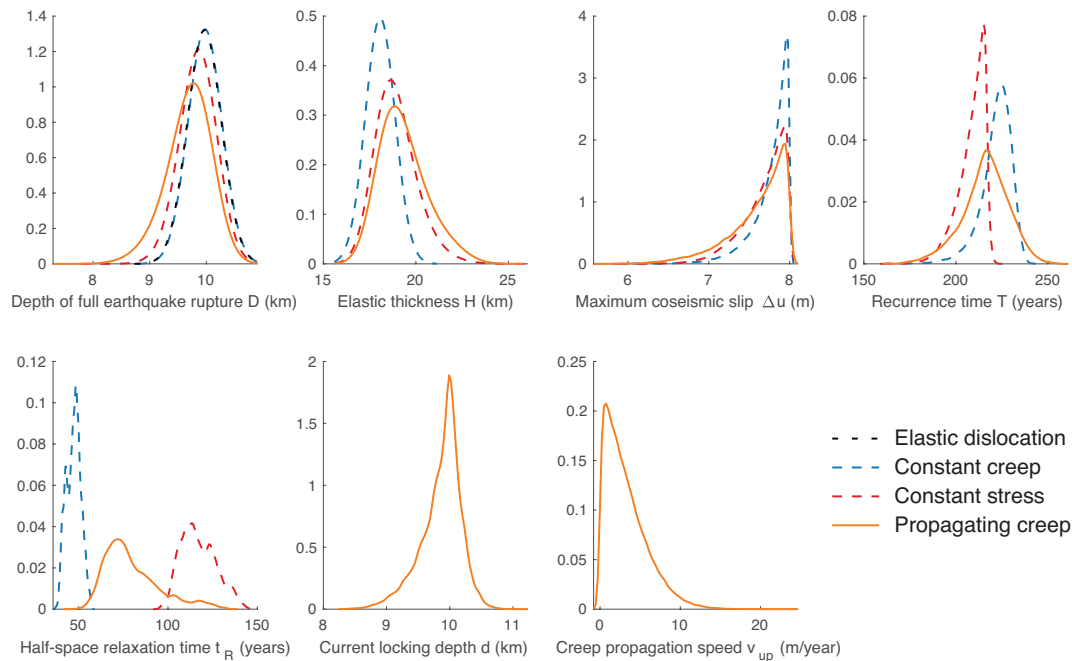 1.4
1.2
1
0.8
0.6
0.4
0.2
0
8 9 10
Depth of full earthquake rupture D (km)
0.5
0.4
0.3
0.2
0.1
0
15 20 25
Elastic thickness H (km)
4
3
2
1
0
6 7 8
Maximum coseismic slip Δu (m)
0.08
0.06
0.04
0.02
0
200 250
150
Recurrence time T (years)
0.12
0.1
0.08
0.06
0.04
0.02
0
50 100 150
Half-space relaxation time t_R (years)
2
1.5
1
0.5
0
8 9 10 11
Current locking depth d (km)
0.25
0.2
0.15
0.1
0.05
0
0 10 20
Creep propagation speed v_up (m/year)
Elastic dislocation
Constant creep
Constant stress
Propagating creep